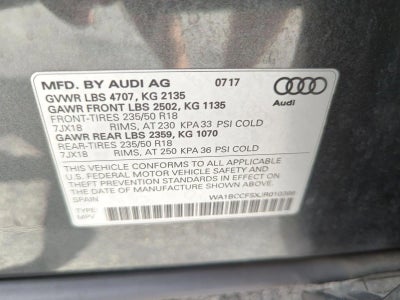 MFD. BY AUDI AG 07 17
GVWR LBS 4707, KG 2135
GAWR FRONT LBS 2502, KG 1135
FRONT-TIRES 235/50 R18
7JX18 RIMS, AT 230 KPA 33 PSI COLD
GAWR REAR LBS 2359, KG 1070
REAR-TIRES 235/50 R18
7JX18 RIMS, AT 250 KPA 36 PSI COLD
THIS VEHICLE CONFORMS TO ALL APPLICABLE
U.S. FEDERAL MOTOR VEHICLE SAFETY AND
THEFT PREVENTION STANDARDS IN EFFECT ON
THE DATE OF MANUFACTURE SHOWN ABOVE
SPAIN
TYPE:
MPV
Audi